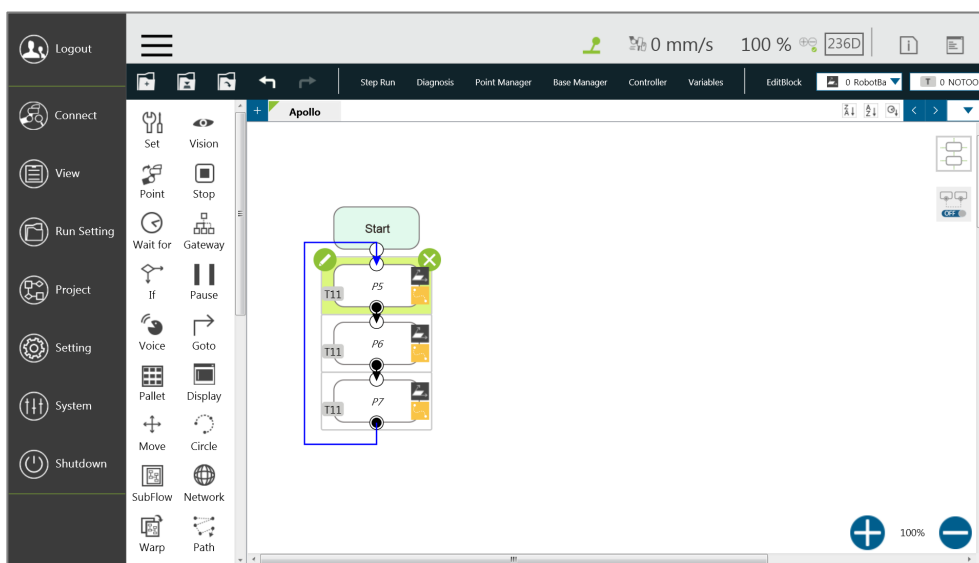 Logout
0 mm/s 100 % 236D
Step Run Diagnosis Point Manager Base Manager Controller Variables EditBlock 0 RobotBa T 0 NOTOO
Connect
View
Run Setting
Project
Setting
System
Shutdown
Set Vision
Point Stop
Wait for Gateway
If Pause
Voice Goto
Pallet Display
Move Circle
SubFlow Network
Warp Path
+ Apollo
Start
P5
T11
P6
T11
P7
T11
OFF
100%